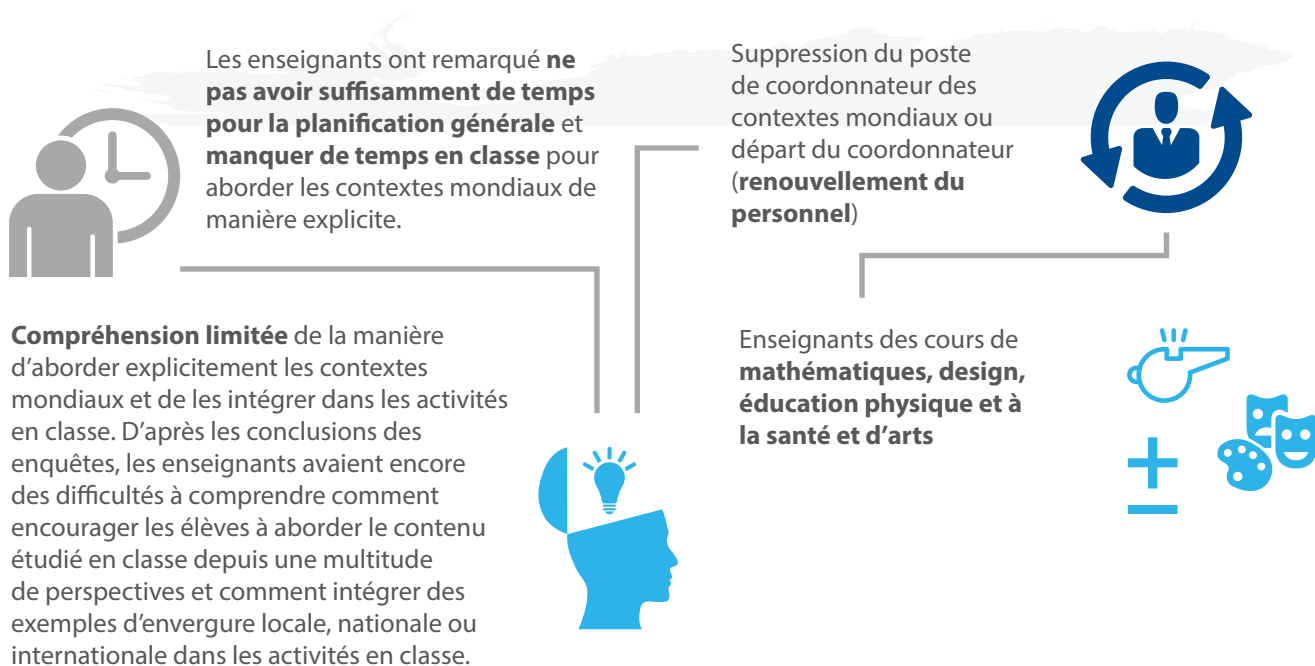 Les enseignants ont remarqué ne
pas avoir suffisamment de temps
pour la planification générale et
manquer de temps en classe pour
aborder les contextes mondiaux de
manière explicite.
Compréhension limitée de la manière
d'aborder explicitement les contextes
mondiaux et de les intégrer dans les activités
en classe. D'après les conclusions des
enquêtes, les enseignants avaient encore
des difficultés à comprendre comment
encourager les élèves à aborder le contenu
étudié en classe depuis une multitude
de perspectives et comment intégrer des
exemples d'envergure locale, nationale ou
internationale dans les activités en classe.
Suppression du poste
de coordonnateur des
contextes mondiaux ou
départ du coordonnateur
(renouvellement du
personnel)
Enseignants des cours de
mathématiques, design,
éducation physique et à
la santé et d'arts